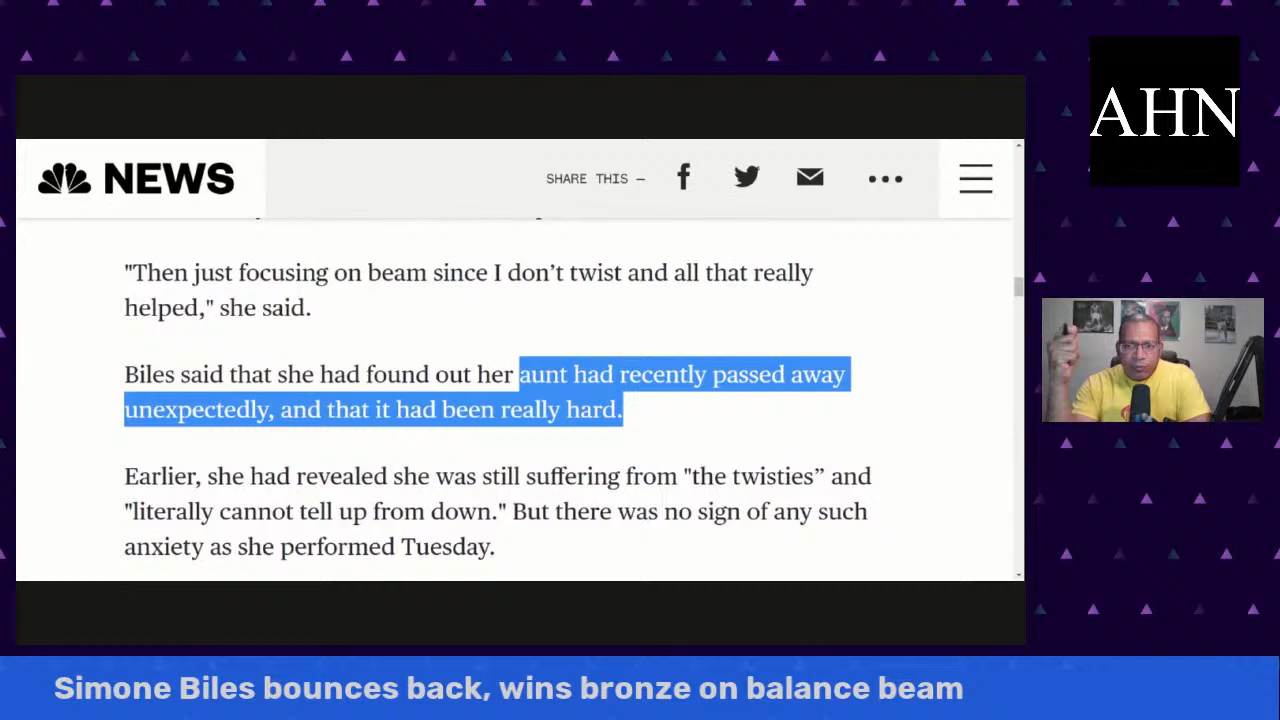 AHN
NEWS
SHARE THIS —
"Then just focusing on beam since I don’t twist and all that really
helped," she said.
Biles said that she had found out her aunt had recently passed away
unexpectedly, and that it had been really hard.
Earlier, she had revealed she was still suffering from "the twisties” and
"literally cannot tell up from down." But there was no sign of any such
anxiety as she performed Tuesday.
Simone Biles bounces back, wins bronze on balance beam